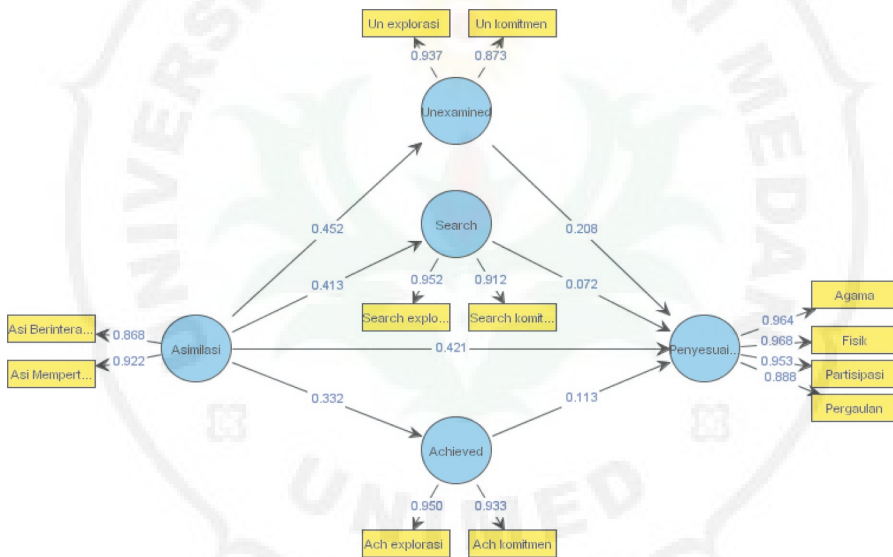 Un explorasi
Un komitmen
0.937
0.873
Unexamined
0.452
0.208
Search
0.413
0.952
0.912
0.072
Search explo...
Search komit...
Asi Berintera...
0.868
Asi Mempert...
0.922
Asimilasi
0.421
Penyesuai...
0.964
Agama
0.968
Fisik
0.953
Partisipasi
0.888
Pergaulan
0.332
0.113
Achieved
0.950
0.933
Ach explorasi
Ach komitmen
UNIMED